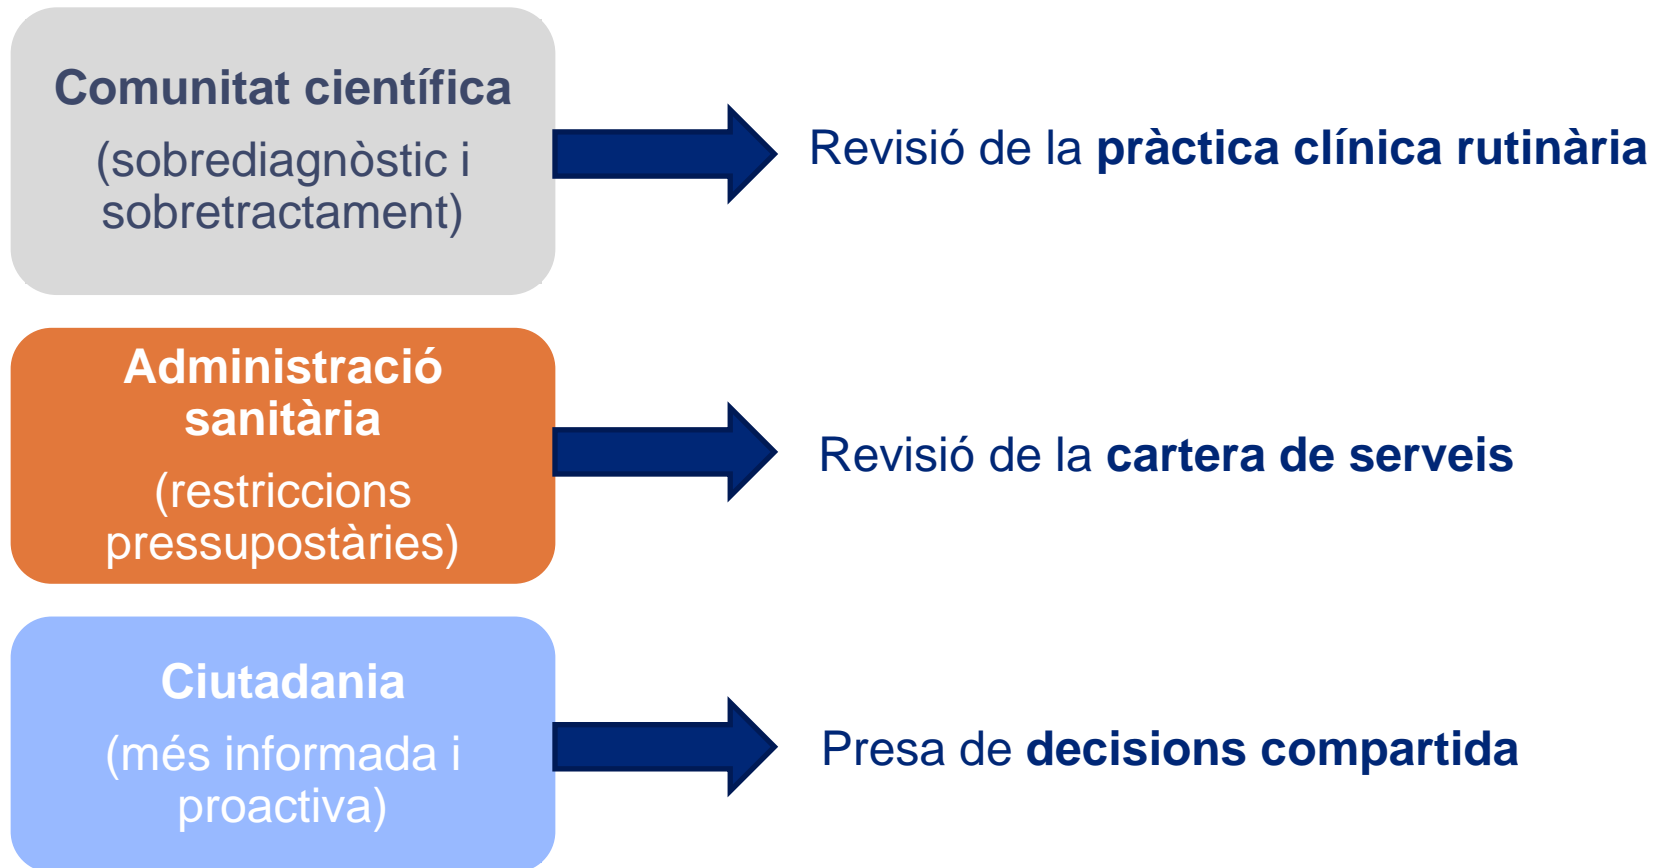 Comunitat científica
(sobrediagnòstic i
sobretractament)
Revisió de la pràctica clínica rutinària
Administració
sanitària
(restriccions
pressupostàries)
Revisió de la cartera de serveis
Ciutadania
(més informada i
proactiva)
Presa de decisions compartida